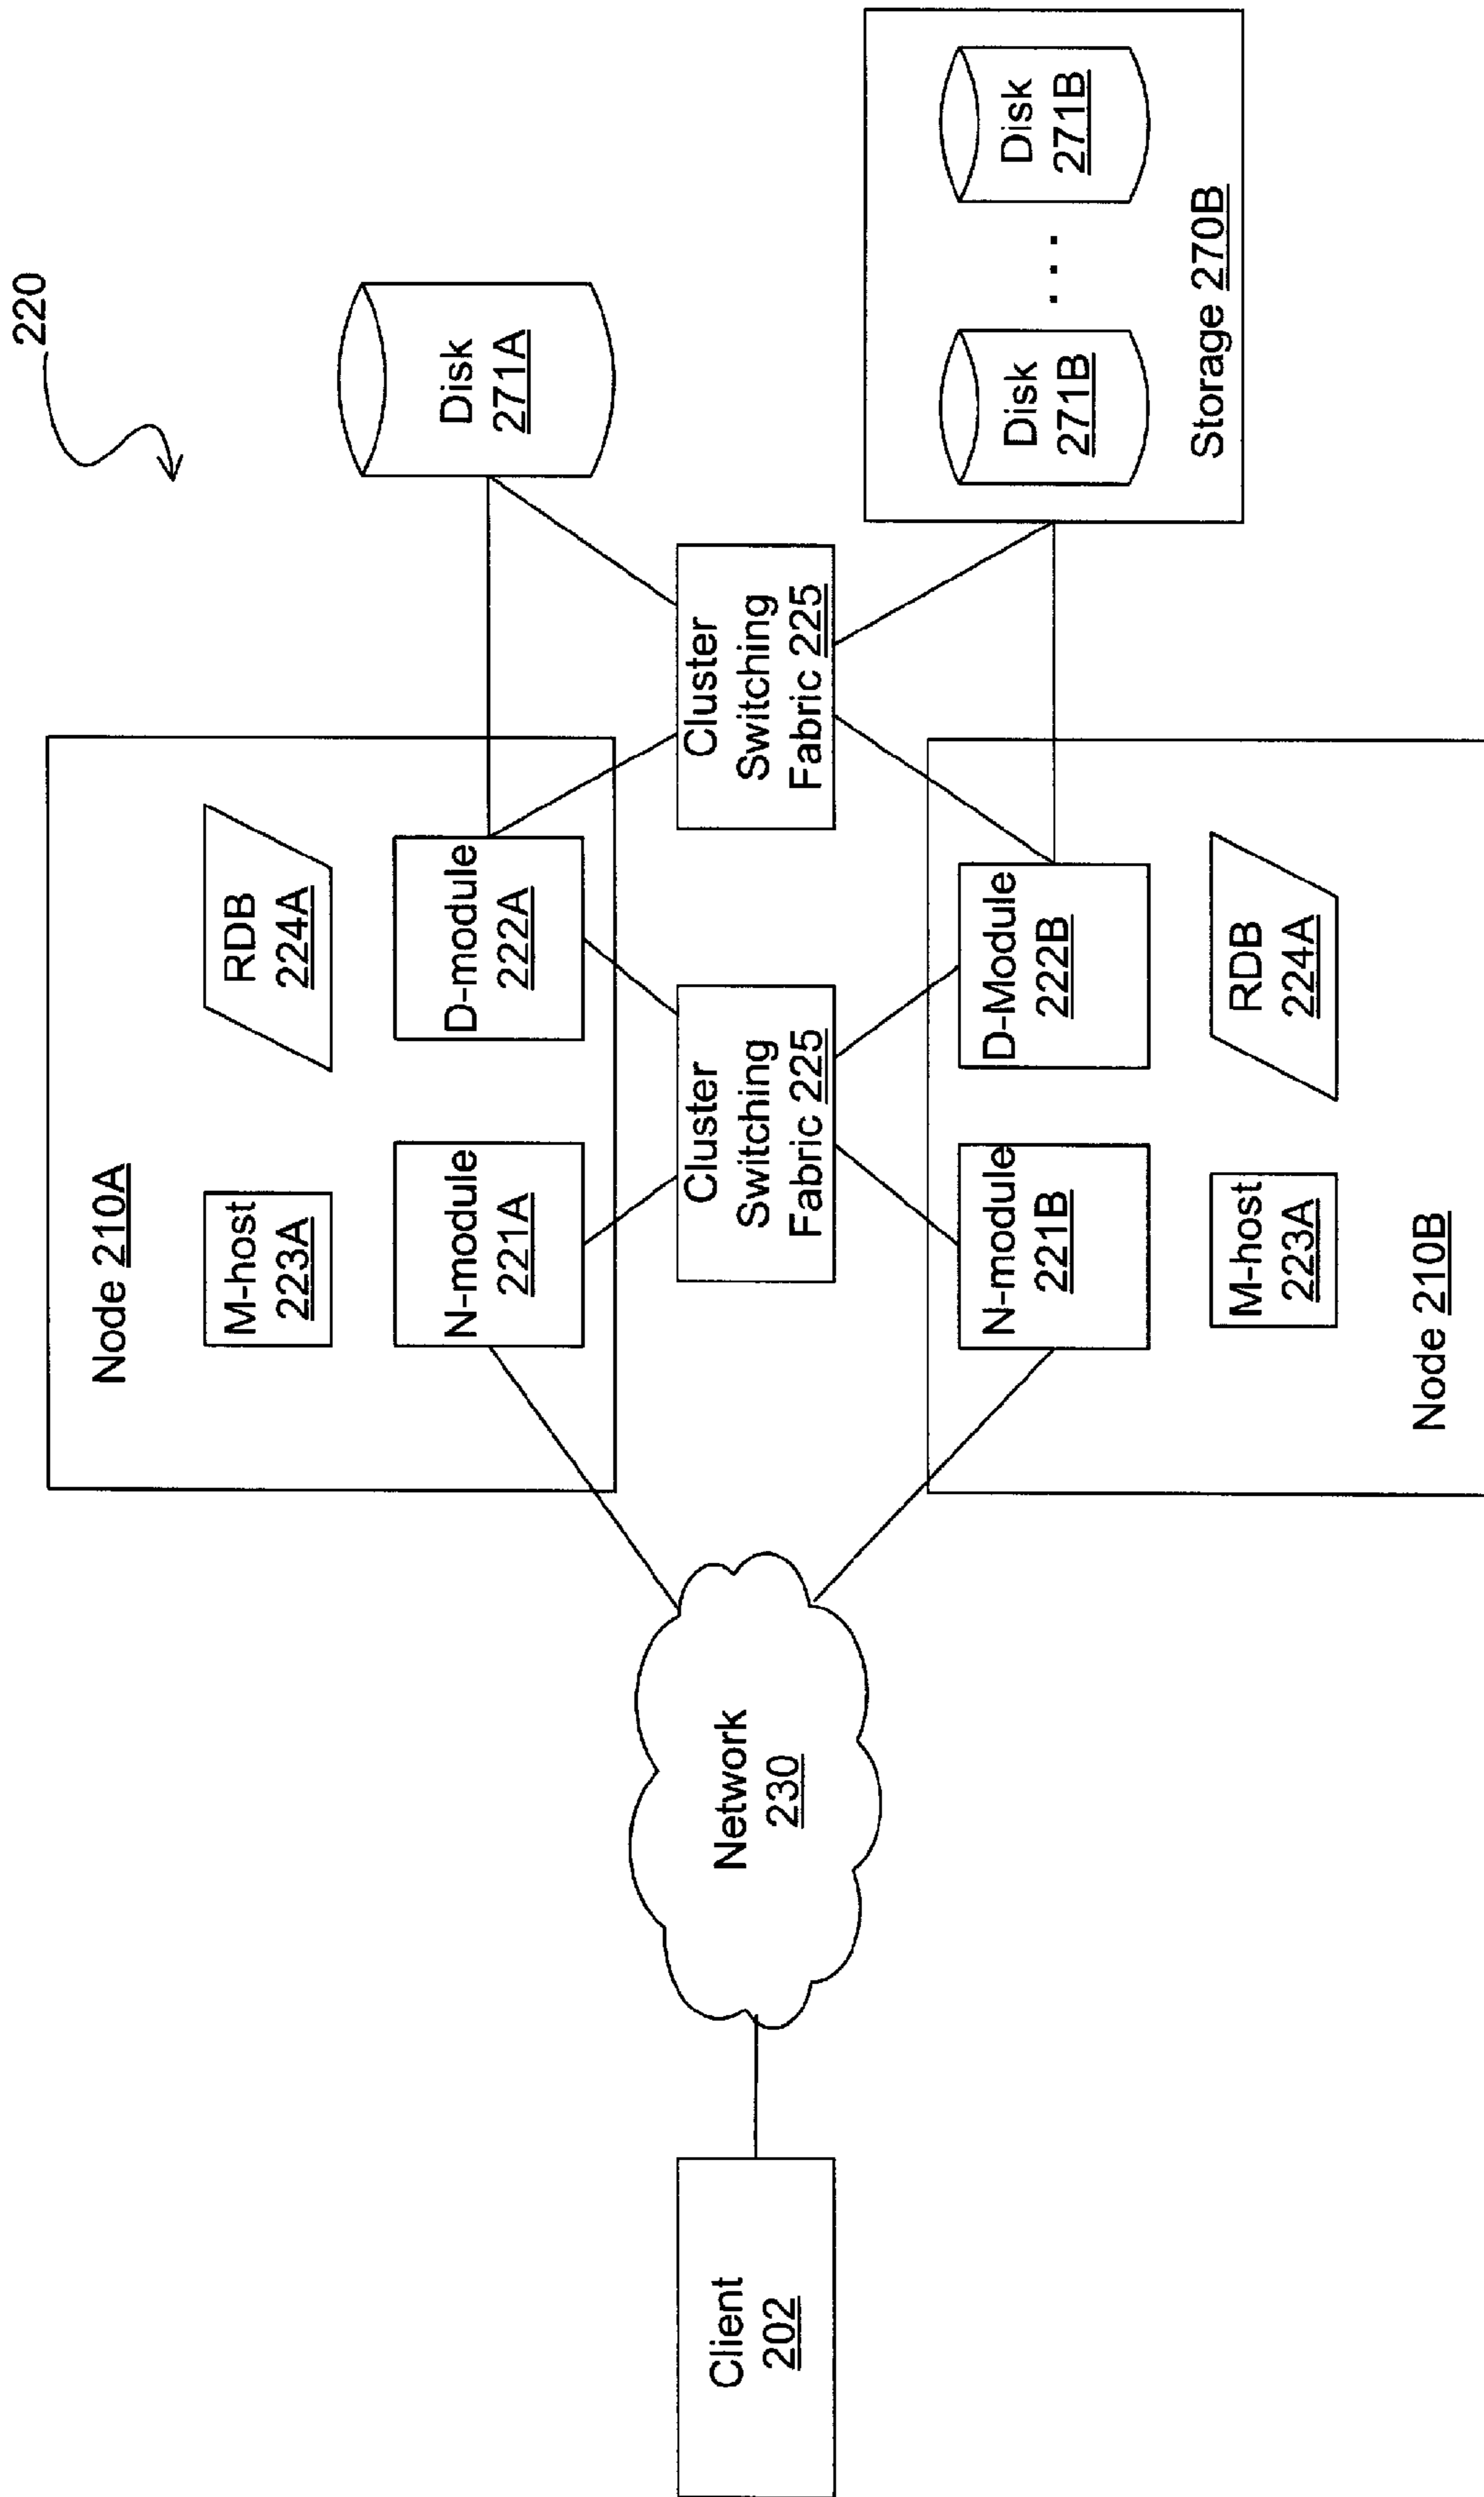 220
Node 210A
M-host
223A
RDB
224A
N-module
221A
D-module
222A
Disk
271A
Client
202
Network
230
Cluster
Switching
Fabric 225
Cluster
Switching
Fabric 225
N-module
221B
D-Module
222B
M-host
223A
RDB
224A
Node 210B
Disk
271B
. . .
Disk
271B
Storage 270B